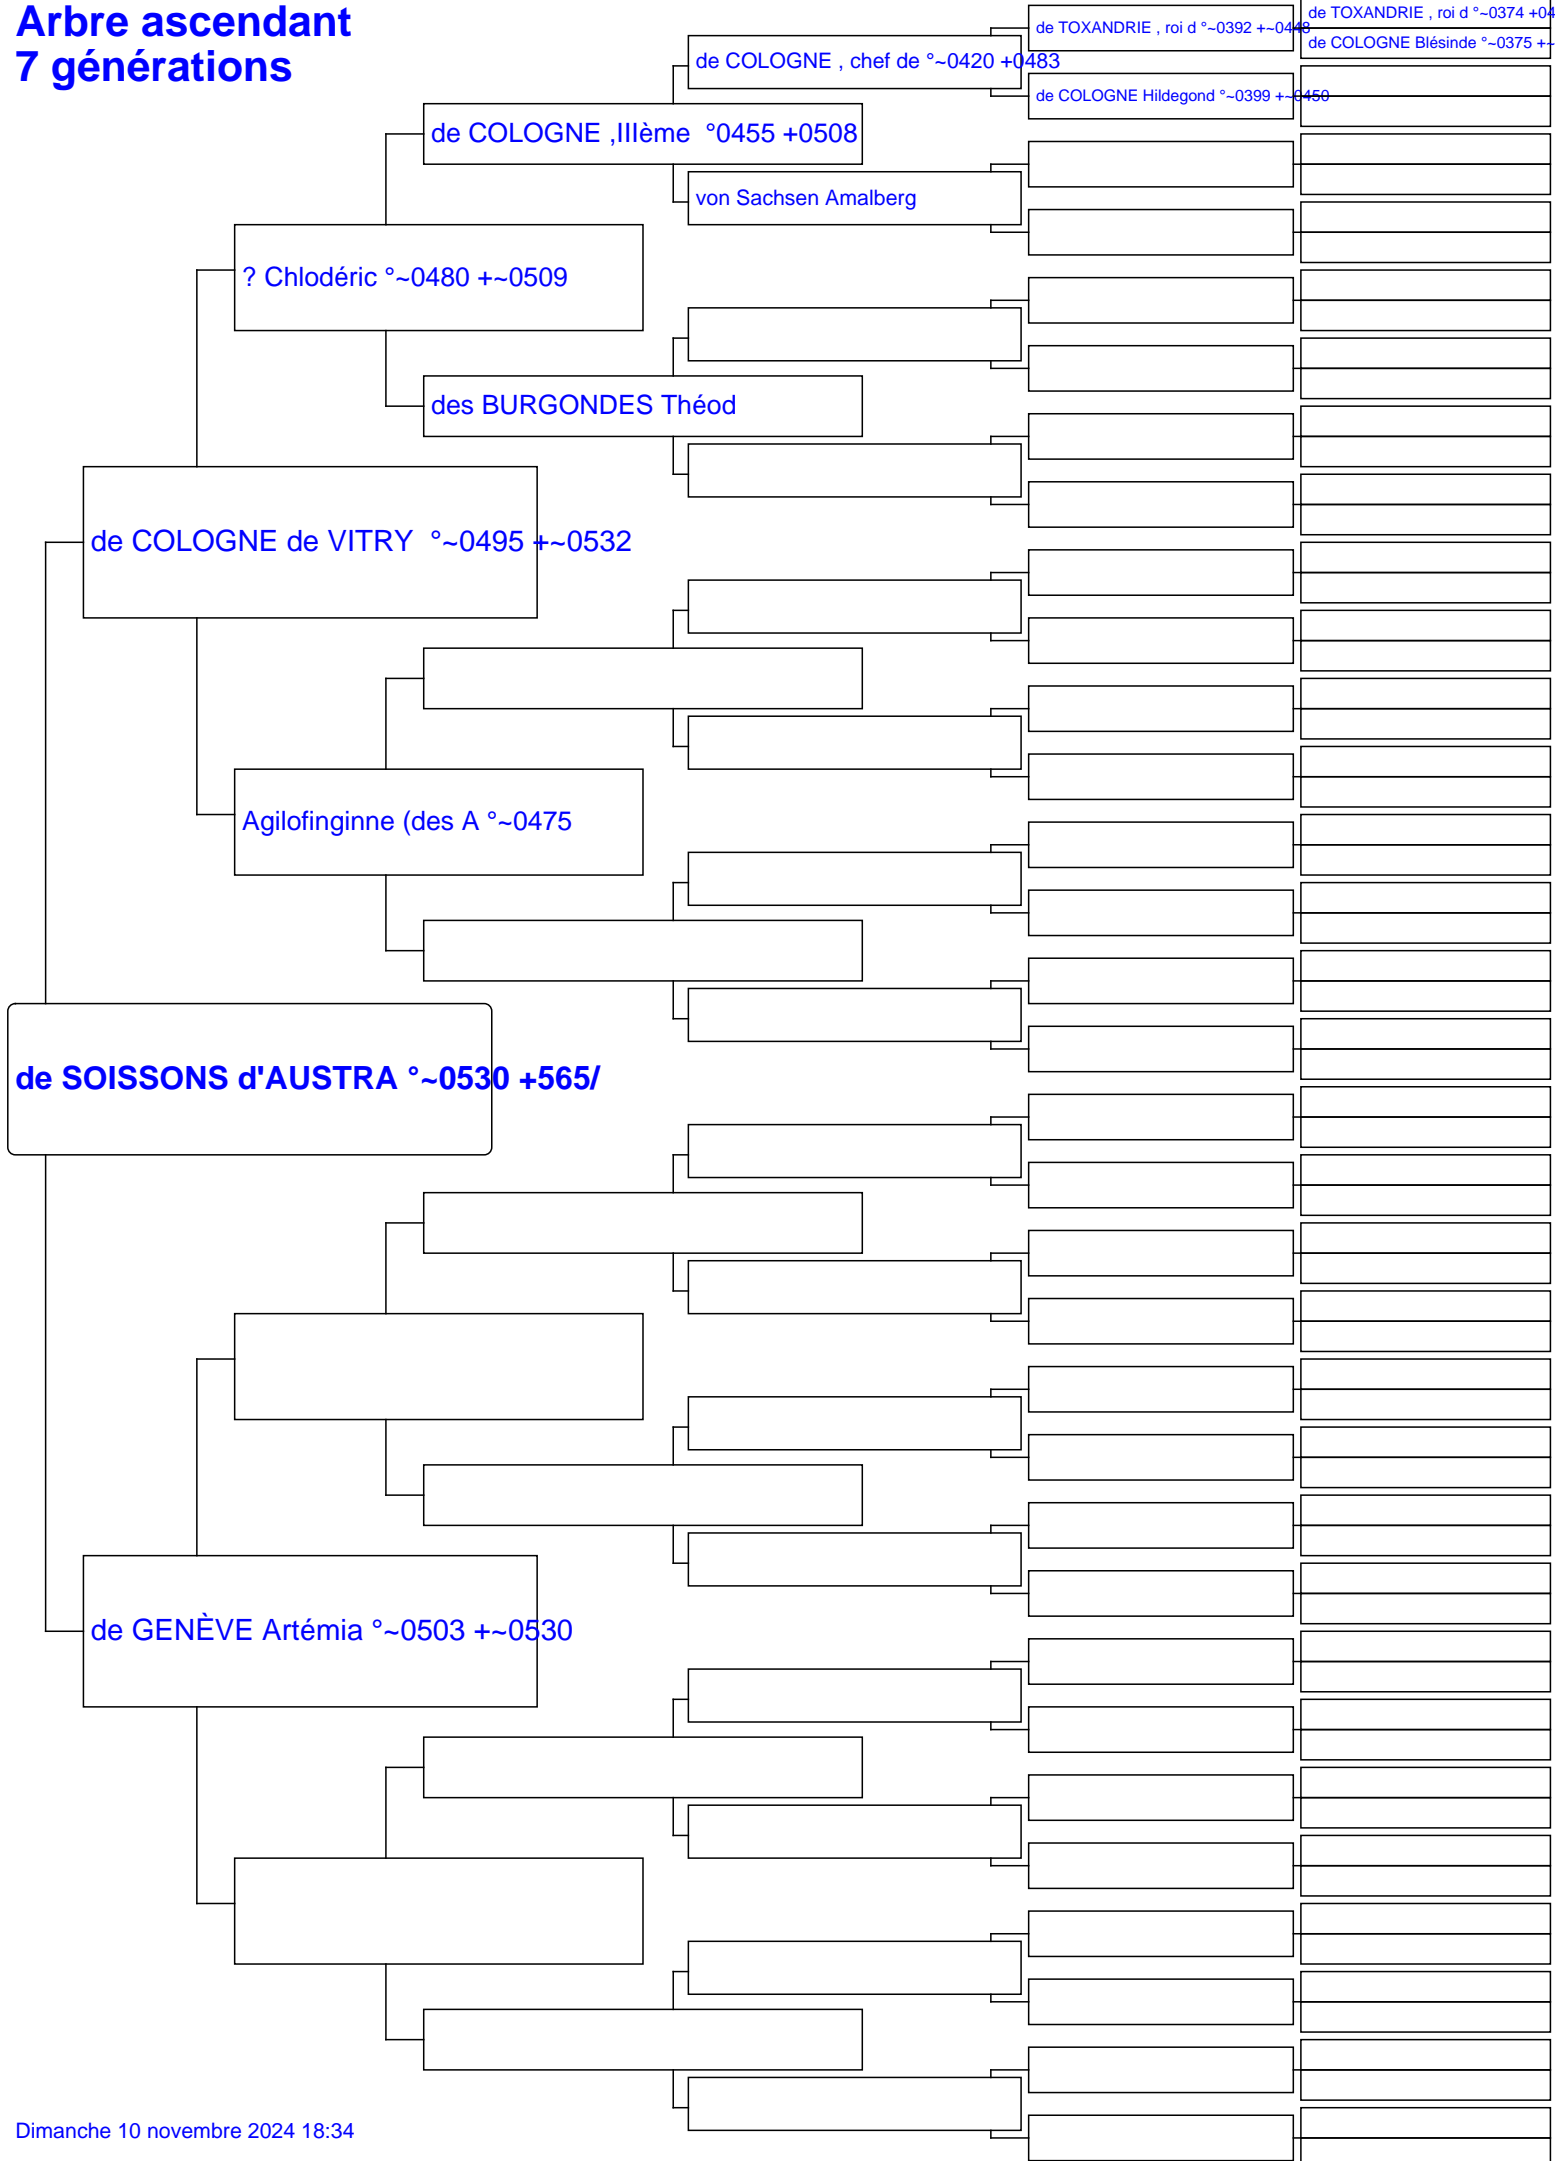 Arbre ascendant
7 générations
de TOXANDRIE , roi d °~0374 +04
de TOXANDRIE , roi d °~0392 +~0448
de COLOGNE Blésinde °~0375 +~
de COLOGNE , chef de °~0420 +0483
de COLOGNE Hildegond °~0399 +~0450
de COLOGNE ,IIIème °0455 +0508
von Sachsen Amalberg
? Chlodéric °~0480 +~0509
des BURGONDES Théod
de COLOGNE de VITRY °~0495 +~0532
Agilofinginne (des A °~0475
de SOISSONS d'AUSTRA °~0530 +565/
de GENÈVE Artémia °~0503 +~0530
Dimanche 10 novembre 2024 18:34